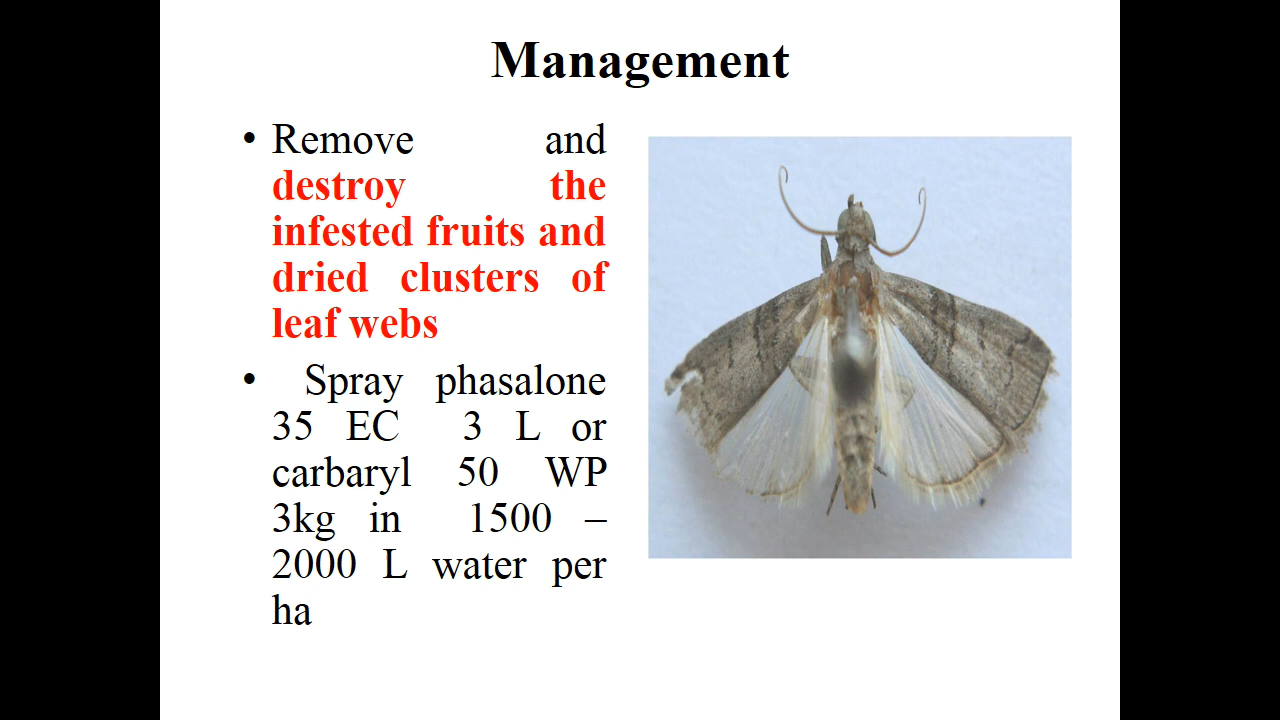 Management
• Remove and
destroy the
infested fruits and
dried clusters of
leaf webs
• Spray phasalone
35 EC 3 L or
carbaryl 50 WP
3kg in 1500 –
2000 L water per
ha